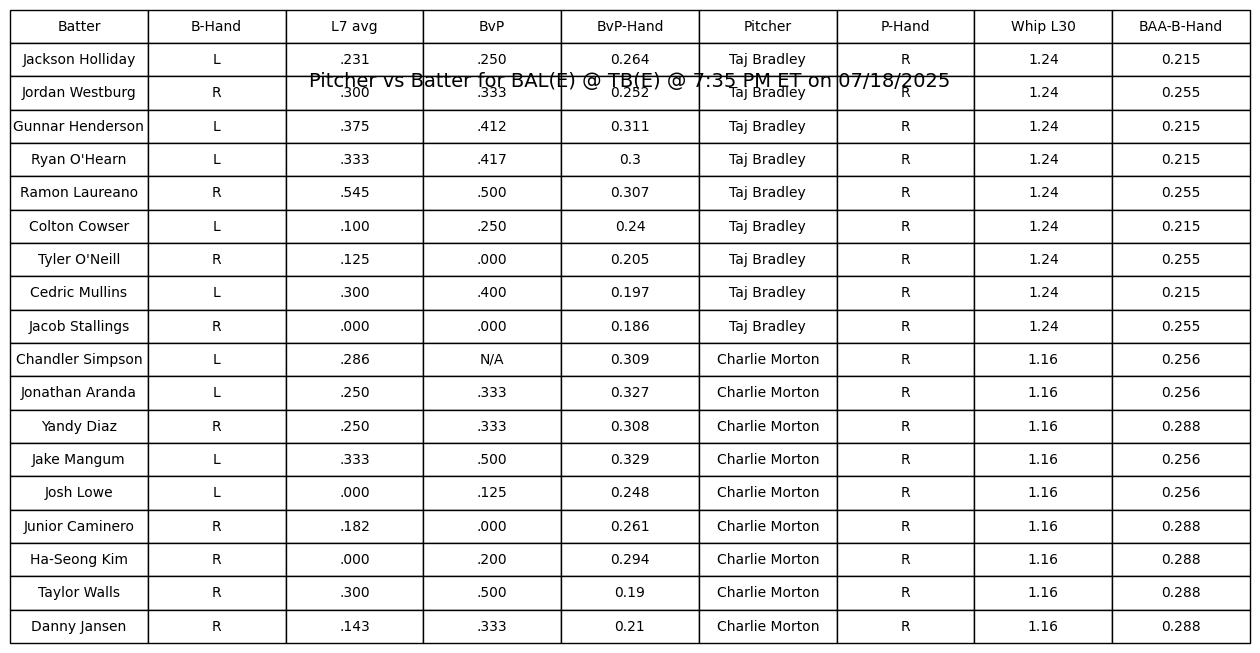 Batter B-Hand L7 avg BvP BvP-Hand Pitcher P-Hand Whip L30 BAA-B-Hand
Jackson Holliday L .231 .250 0.264 Taj Bradley R 1.24 0.215
Pitcher vs Batter for BAL(E) @ TB(E) @ 7:35 PM ET on 07/18/2025
Jordan Westburg R .300 .333 0.252 Taj Bradley R 1.24 0.255
Gunnar Henderson L .375 .412 0.311 Taj Bradley R 1.24 0.215
Ryan O'Hearn L .333 .417 0.3 Taj Bradley R 1.24 0.215
Ramon Laureano R .545 .500 0.307 Taj Bradley R 1.24 0.255
Colton Cowser L .100 .250 0.24 Taj Bradley R 1.24 0.215
Tyler O'Neill R .125 .000 0.205 Taj Bradley R 1.24 0.255
Cedric Mullins L .300 .400 0.197 Taj Bradley R 1.24 0.215
Jacob Stallings R .000 .000 0.186 Taj Bradley R 1.24 0.255
Chandler Simpson L .286 N/A 0.309 Charlie Morton R 1.16 0.256
Jonathan Aranda L .250 .333 0.327 Charlie Morton R 1.16 0.256
Yandy Diaz R .250 .333 0.308 Charlie Morton R 1.16 0.288
Jake Mangum L .333 .500 0.329 Charlie Morton R 1.16 0.256
Josh Lowe L .000 .125 0.248 Charlie Morton R 1.16 0.256
Junior Caminero R .182 .000 0.261 Charlie Morton R 1.16 0.288
Ha-Seong Kim R .000 .200 0.294 Charlie Morton R 1.16 0.288
Taylor Walls R .300 .500 0.19 Charlie Morton R 1.16 0.288
Danny Jansen R .143 .333 0.21 Charlie Morton R 1.16 0.288